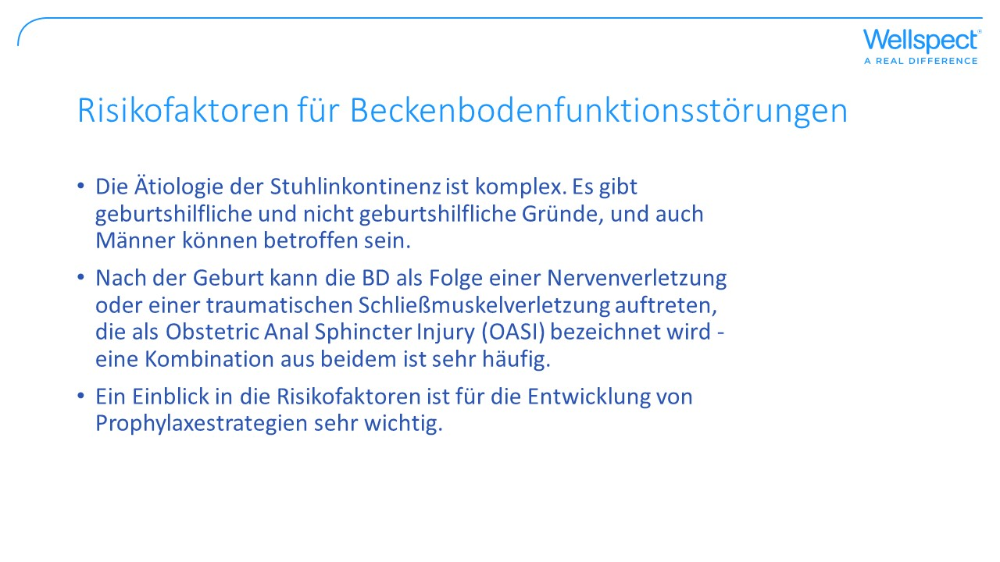 Wellspect®
A REAL DIFFERENCE
Risikofaktoren für Beckenbodenfunktionsstörungen
• Die Ätiologie der Stuhlinkontinenz ist komplex. Es gibt
geburtshilfliche und nicht geburtshilfliche Gründe, und auch
Männer können betroffen sein.
• Nach der Geburt kann die BD als Folge einer Nervenverletzung
oder einer traumatischen Schließmuskelverletzung auftreten,
die als Obstetric Anal Sphincter Injury (OASI) bezeichnet wird -
eine Kombination aus beidem ist sehr häufig.
• Ein Einblick in die Risikofaktoren ist für die Entwicklung von
Prophylaxestrategien sehr wichtig.